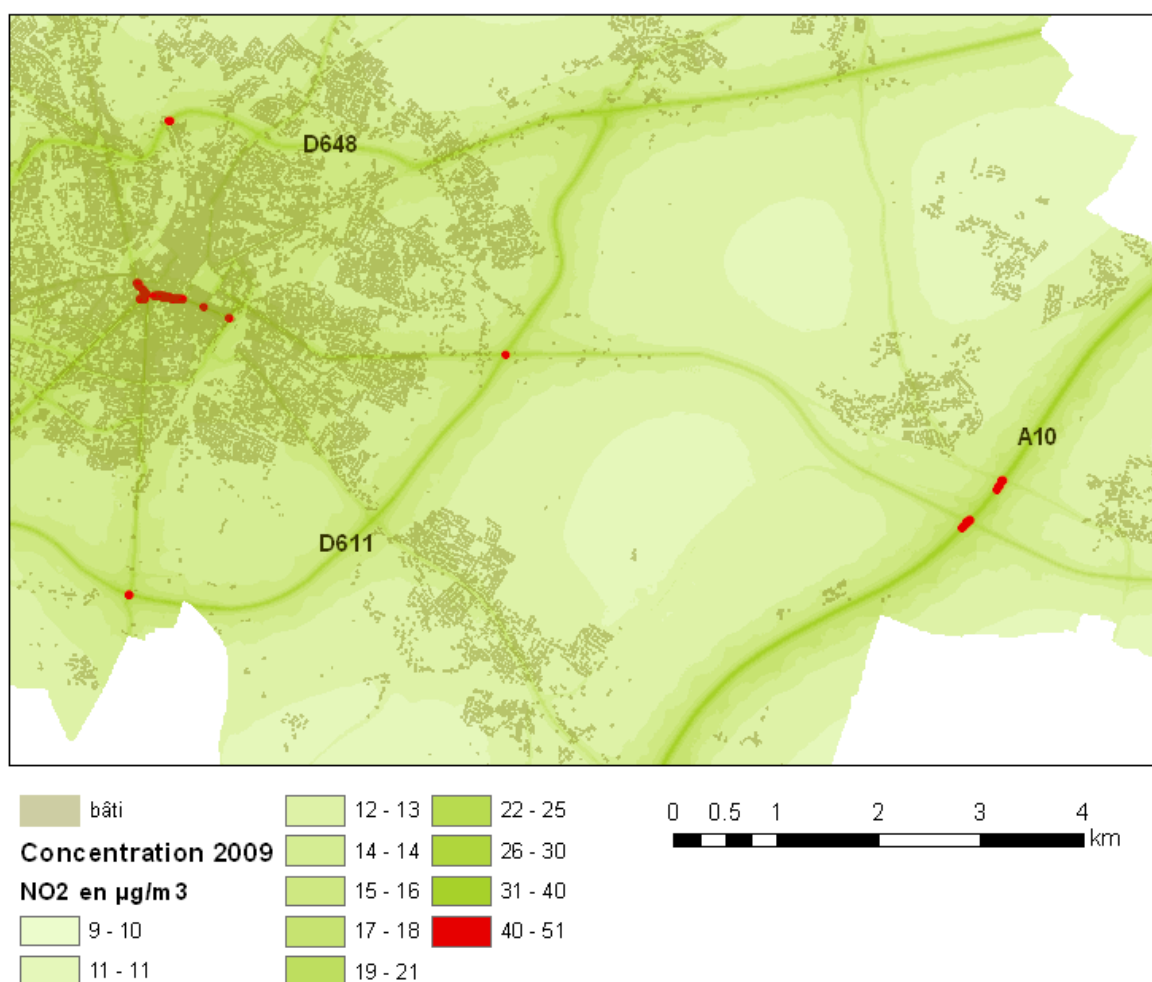 D648
A10
D611
bâti
Concentration 2009
NO2 en µg/m3
9 - 10
11 - 11
12 - 13
14 - 14
15 - 16
17 - 18
19 - 21
22 - 25
26 - 30
31 - 40
40 - 51
0 0.5 1 2 3 4
km